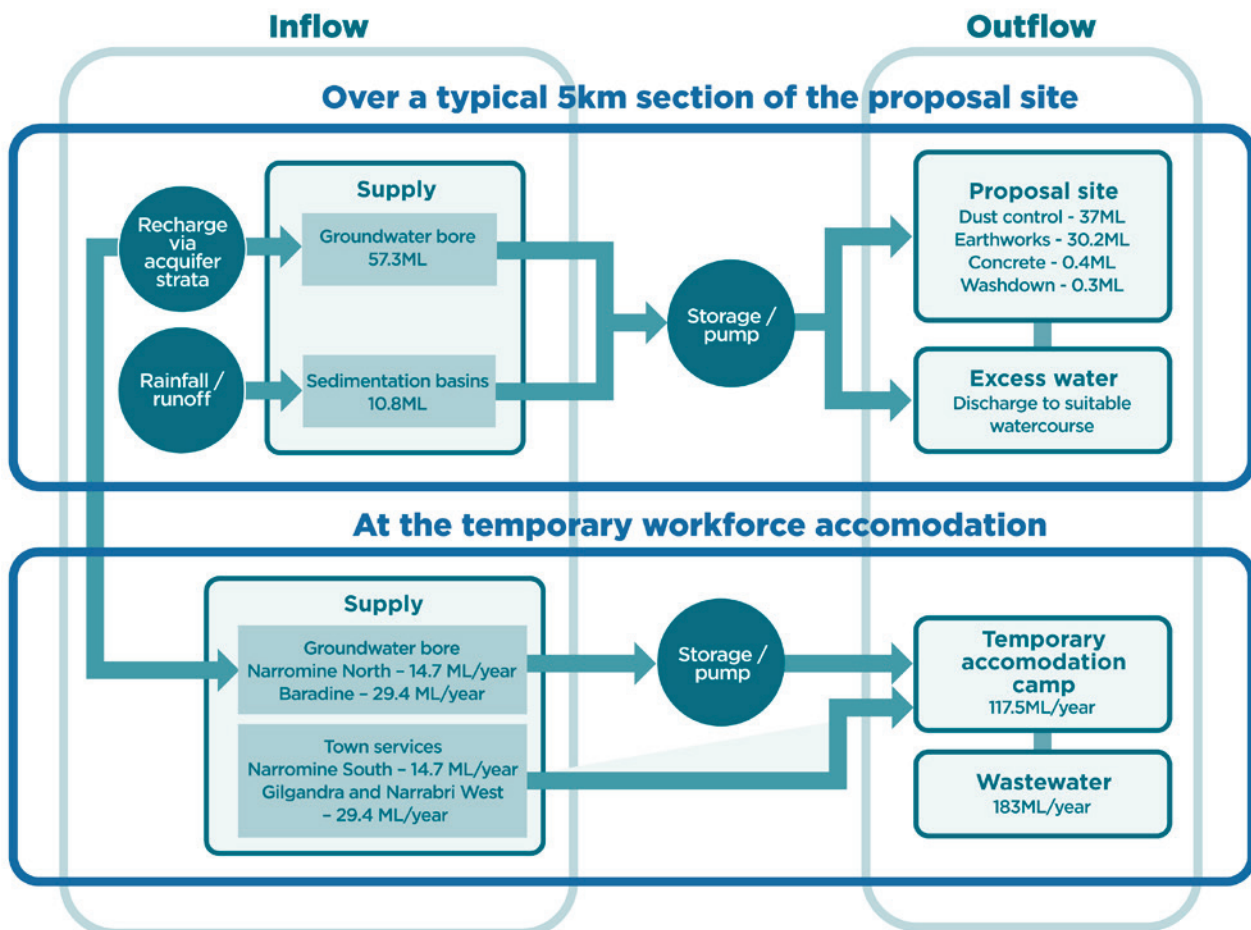 Inflow
Outflow
Over a typical 5km section of the proposal site
Recharge
via
acquifer
strata
Supply
Groundwater bore
57.3ML
Rainfall /
runoff
Sedimentation basins
10.8ML
Storage /
pump
Proposal site
Dust control - 37ML
Earthworks - 30.2ML
Concrete - 0.4ML
Washdown - 0.3ML
Excess water
Discharge to suitable
watercourse
At the temporary workforce accomodation
Supply
Groundwater bore
Narromine North – 14.7 ML/year
Baradine – 29.4 ML/year
Town services
Narromine South – 14.7 ML/year
Gilgandra and Narrabri West
– 29.4 ML/year
Storage /
pump
Temporary
accomodation
camp
117.5ML/year
Wastewater
183ML/year